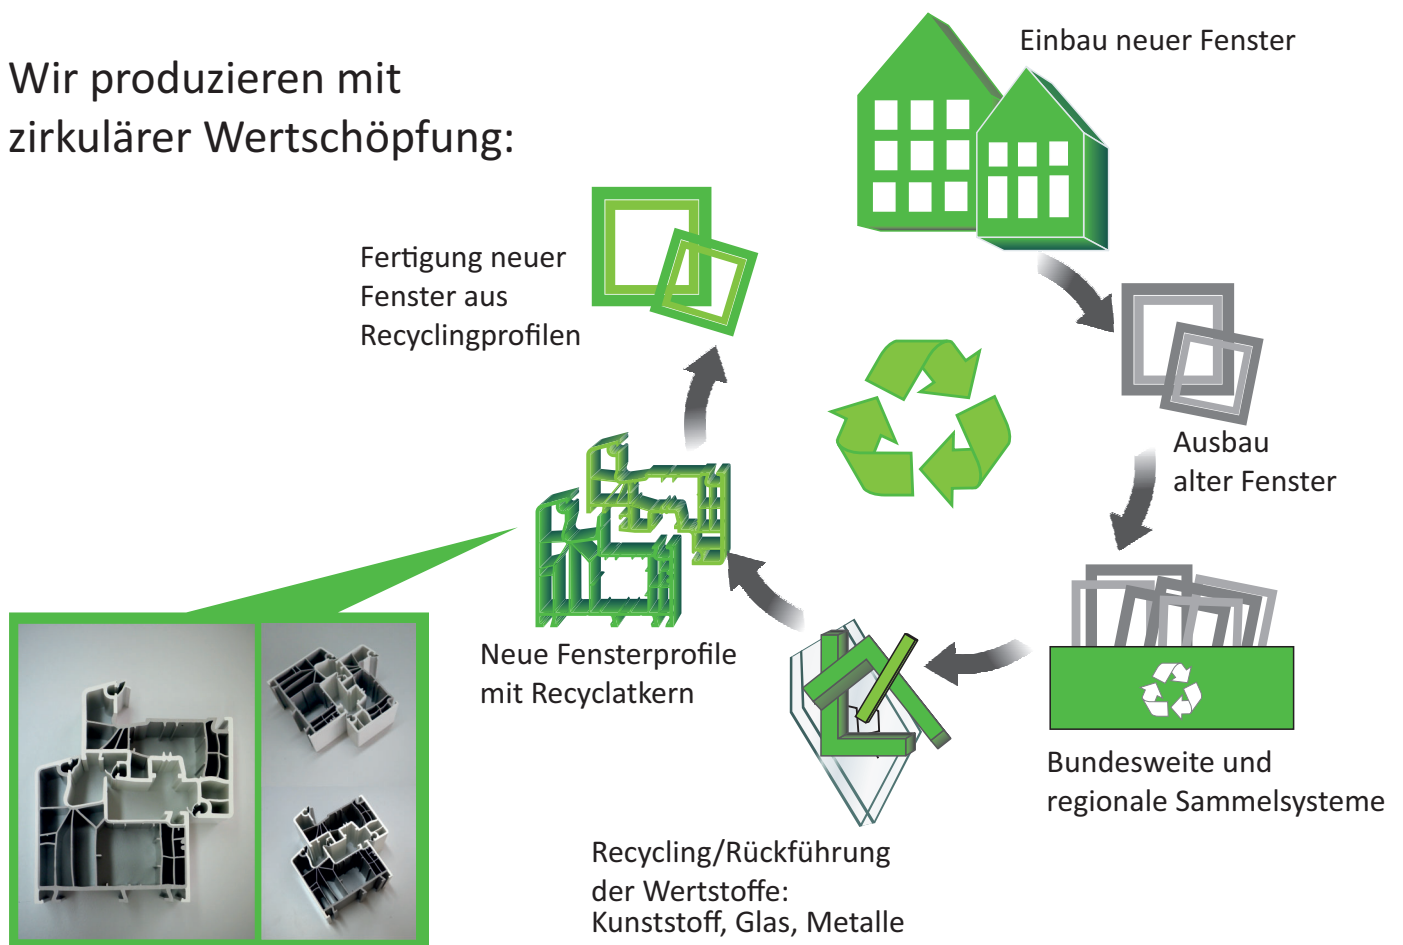 Wir produzieren mit
zirkulärer Wertschöpfung:
Einbau neuer Fenster
Ausbau
alter Fenster
Bundesweite und
regionale Sammelsysteme
Recycling/Rückführung
der Wertstoffe:
Kunststoff, Glas, Metalle
Neue Fensterprofile
mit Recyclatkern
Fertigung neuer
Fenster aus
Recyclingprofilen